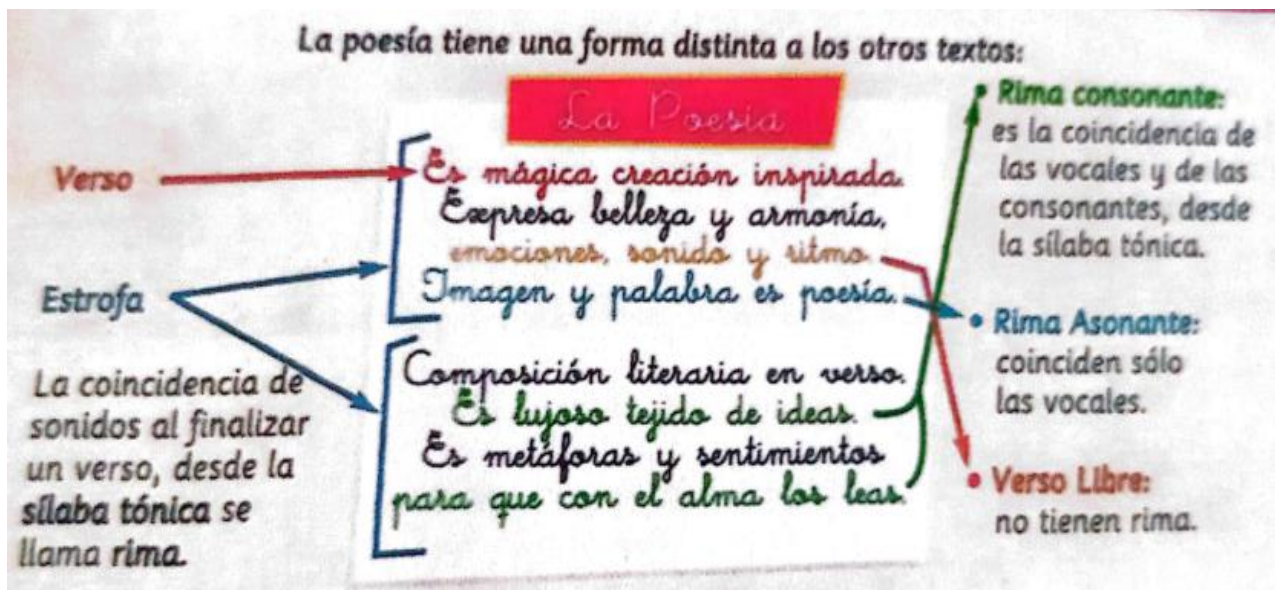 La poesía tiene una forma distinta a los otros textos:
La Poesía
Verso
Es mágica creación inspirada.
Expresa belleza y armonía,
emociones, sonido y ritmo.
Imagen y palabra es poesía.
Estrofa
Composición literaria en verso.
Es lujoso tejido de ideas.
Es metáforas y sentimientos
para que con el alma los leas.
La coincidencia de
sonidos al finalizar
un verso, desde la
sílaba tónica se
llama rima.
• Rima consonante:
es la coincidencia de
las vocales y de las
consonantes, desde
la sílaba tónica.
• Rima Asonante:
coinciden sólo
las vocales.
• Verso Libre:
no tienen rima.